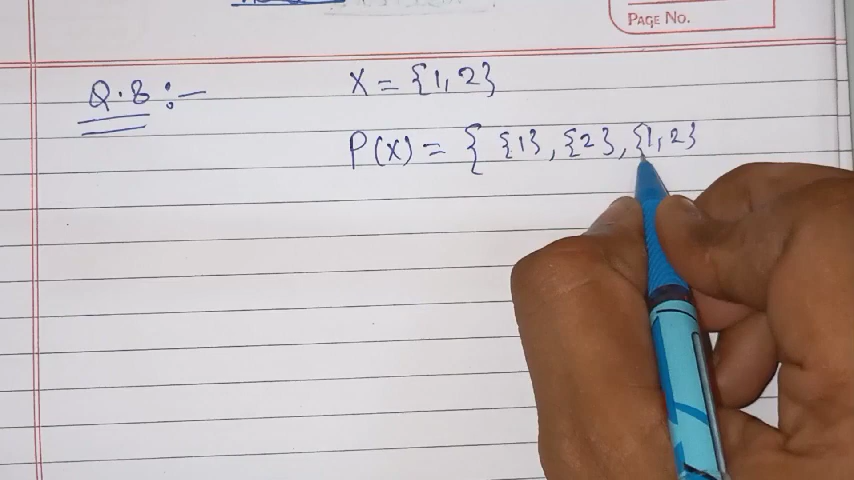 PAGE No.
Q.8 :- X = {1, 2}
P(X) = { {1}, {2}, {1, 2}